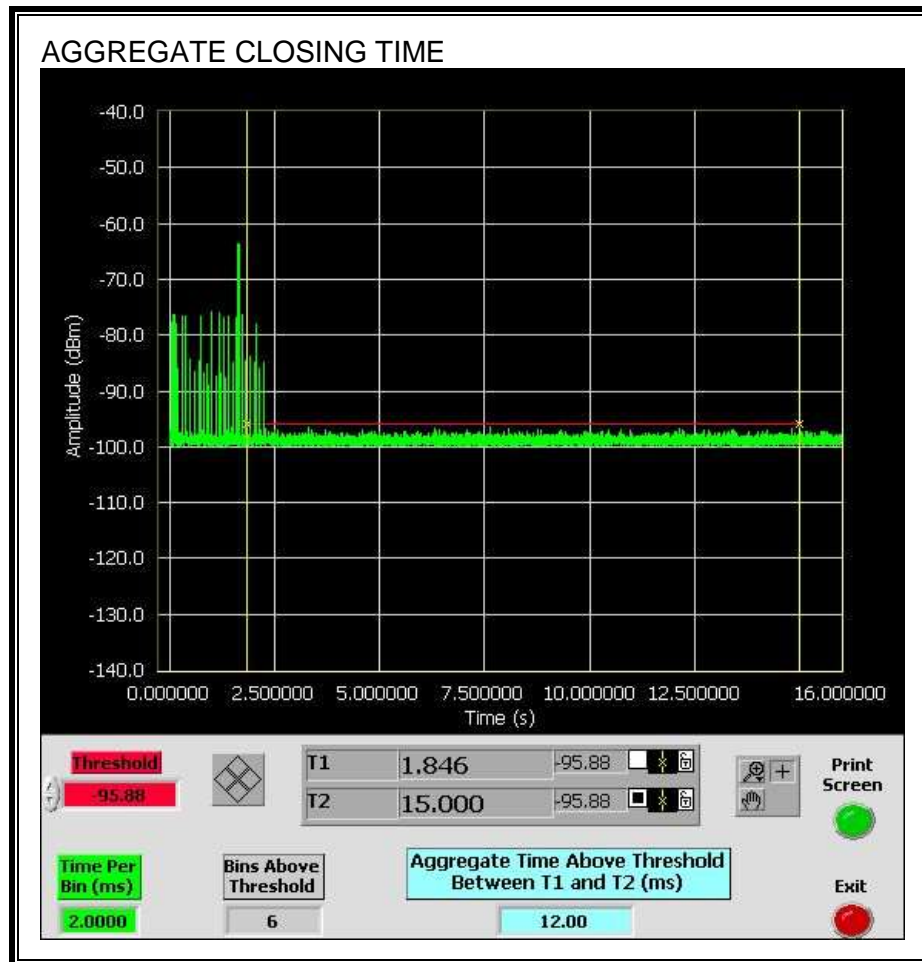 AGGREGATE CLOSING TIME
-40.0
-50.0
-60.0
-70.0
-80.0
-90.0
-100.0
-110.0
-120.0
-130.0
-140.0
Amplitude (dBm)
0.000000 2.500000 5.000000 7.500000 10.000000 12.500000 16.000000
Time (s)
Threshold
-95.88
T1 1.846 -95.88
T2 15.000 -95.88
Print
Screen
Time Per
Bin (ms)
2.0000
Bins Above
Threshold
6
Aggregate Time Above Threshold
Between T1 and T2 (ms)
12.00
Exit